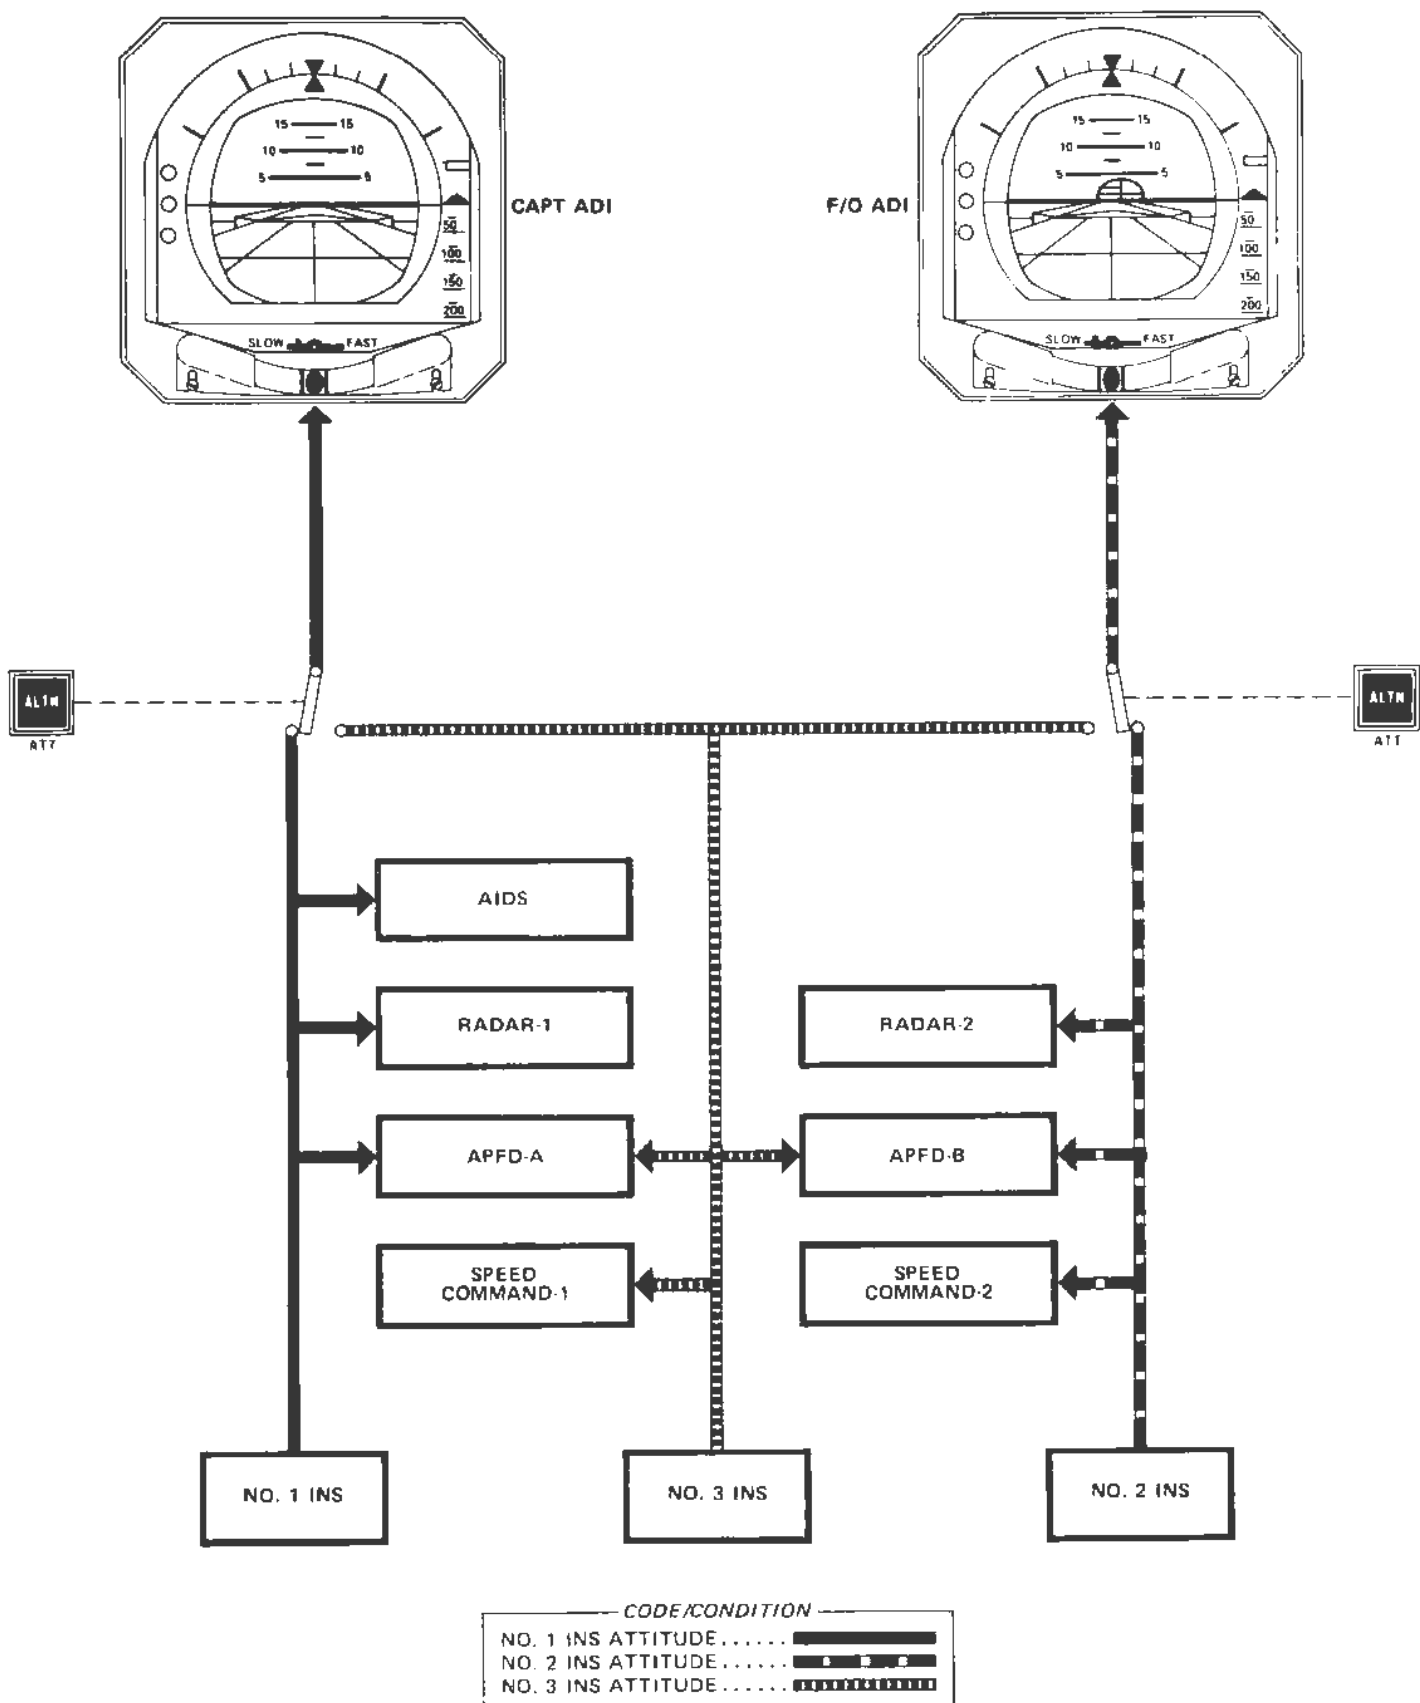 15 15
10 10
5 5
50
100
150
200
SLOW FAST
CAPT ADI
15 15
10 10
5 5
50
100
150
200
SLOW FAST
F/O ADI
ALTN
ATT
ALTN
ATT
AIDS
RADAR-1
RADAR-2
APFD-A
APFD-B
SPEED
COMMAND-1
SPEED
COMMAND-2
NO. 1 INS
NO. 3 INS
NO. 2 INS
CODE/CONDITION
NO. 1 INS ATTITUDE......
NO. 2 INS ATTITUDE......
NO. 3 INS ATTITUDE......